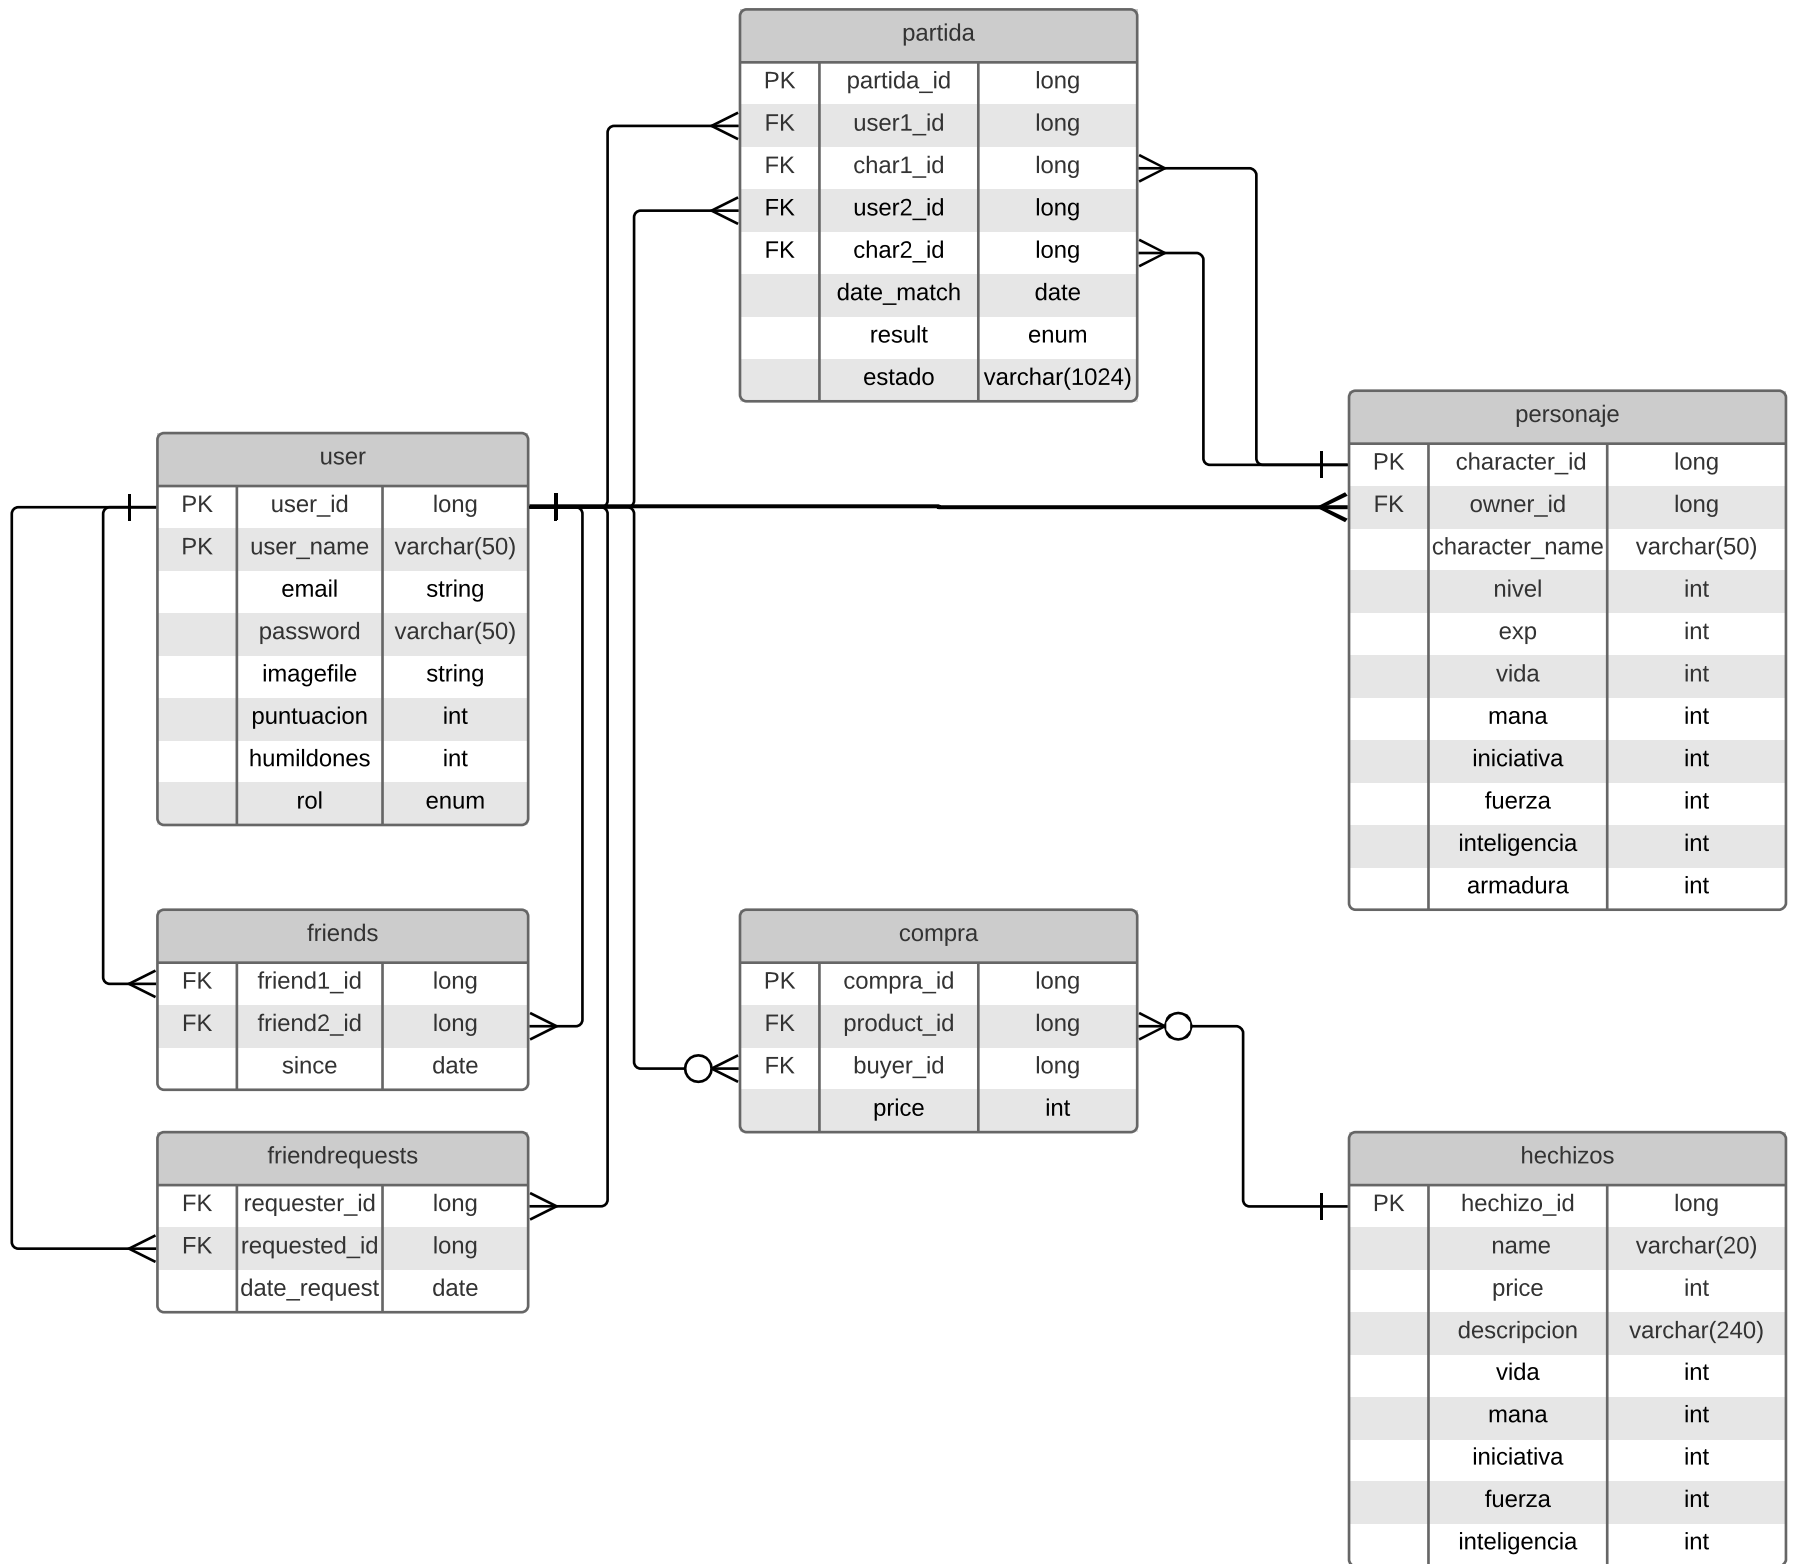 partida
PK partida_id long
FK user1_id long
FK char1_id long
FK user2_id long
FK char2_id long
date_match date
result enum
estado varchar(1024)
user
PK user_id long
PK user_name varchar(50)
email string
password varchar(50)
imagefile string
puntuacion int
humildones int
rol enum
personaje
PK character_id long
FK owner_id long
character_name varchar(50)
nivel int
exp int
vida int
mana int
iniciativa int
fuerza int
inteligencia int
armadura int
friends
FK friend1_id long
FK friend2_id long
since date
compra
PK compra_id long
FK product_id long
FK buyer_id long
price int
friendrequests
FK requester_id long
FK requested_id long
date_request date
hechizos
PK hechizo_id long
name varchar(20)
price int
descripcion varchar(240)
vida int
mana int
iniciativa int
fuerza int
inteligencia int